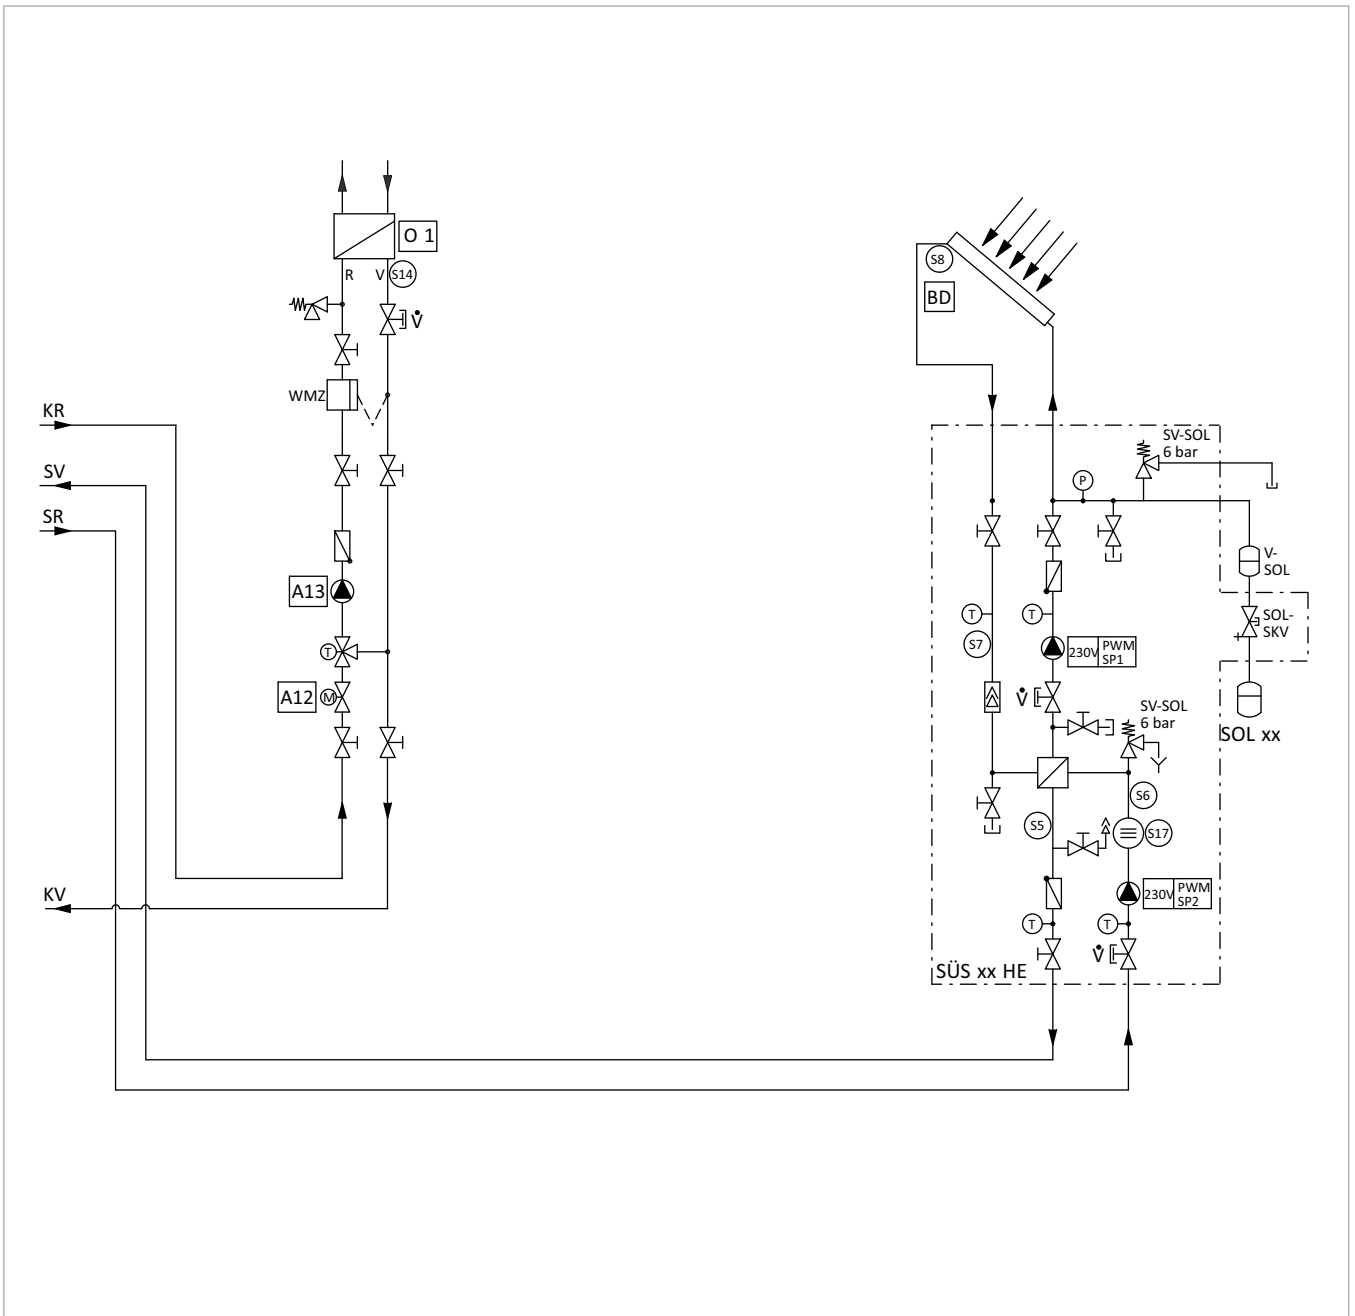 O 1
R
V
S14
V̇
WMZ
KR
SV
SR
A13
T
A12
M
KV
S8
BD
SV-SOL
6 bar
P
V-
SOL
SOL-
SKV
T
T
S7
230V
PWM
SP1
V̇
SV-SOL
6 bar
SOL xx
S6
S5
S17
230V
PWM
SP2
T
T
V̇
SÜS xx HE